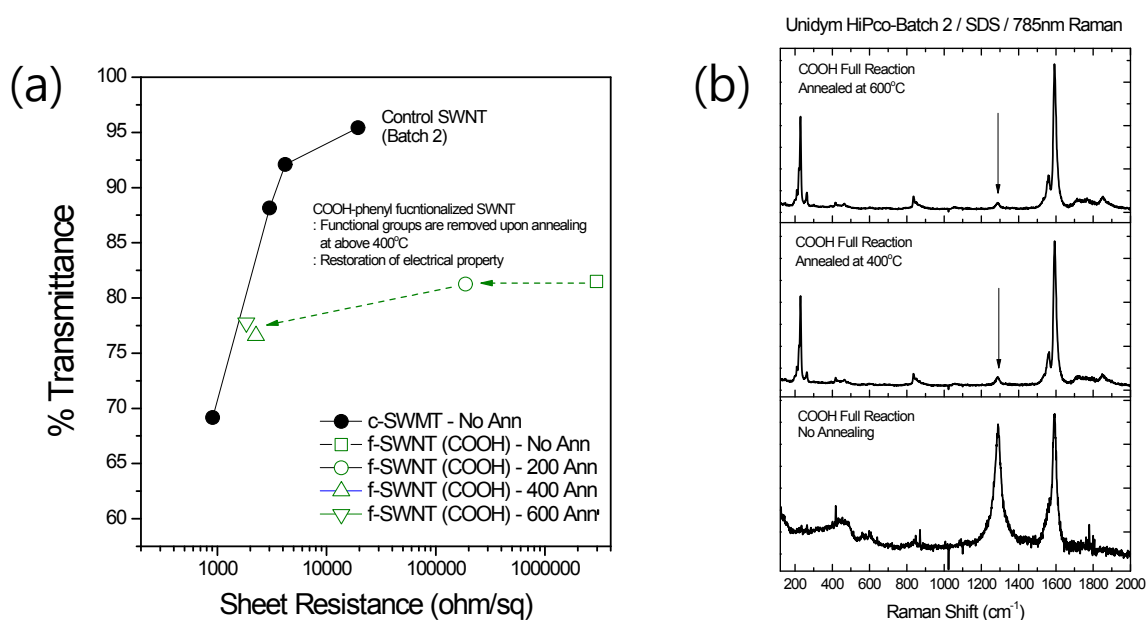 (a)
100
95
90
85
80
75
70
65
60
% Transmittance
1000
10000
100000
1000000
Sheet Resistance (ohm/sq)
Control SWNT
(Batch 2)
COOH-phenyl fucntionalized SWNT
: Functional groups are removed upon annealing
at above 400°C
: Restoration of electrical property
c-SWMT - No Ann
f-SWNT (COOH) - No Ann
f-SWNT (COOH) - 200 Ann
f-SWNT (COOH) - 400 Ann
f-SWNT (COOH) - 600 Ann
(b)
Unidym HiPco-Batch 2 / SDS / 785nm Raman
COOH Full Reaction
Annealed at 600°C
COOH Full Reaction
Annealed at 400°C
COOH Full Reaction
No Annealing
200 400 600 800 1000 1200 1400 1600 1800 2000
Raman Shift (cm⁻¹)